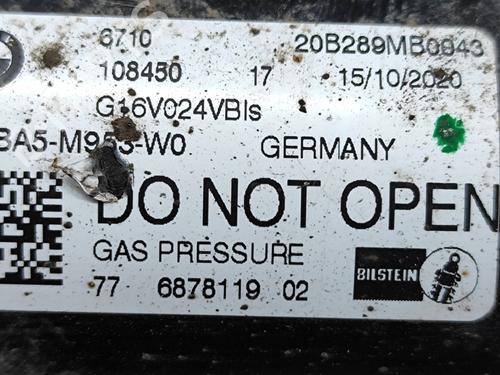 6710 20B289MB0943
108450 17 15/10/2020
G16V024VBls
BA5-M953-W0 GERMANY
DO NOT OPEN
GAS PRESSURE
BILSTEIN
77 6878119 02